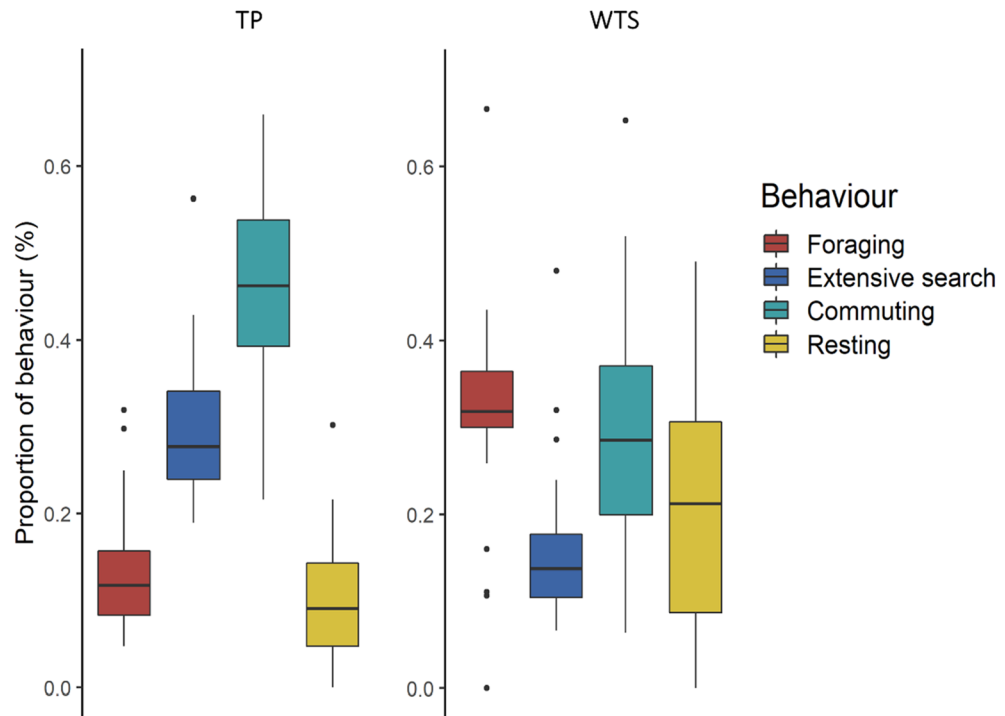 TP
WTS
Proportion of behaviour (%)
0.6
0.4
0.2
0.0
0.6
0.4
0.2
0.0
Behaviour
Foraging
Extensive search
Commuting
Resting